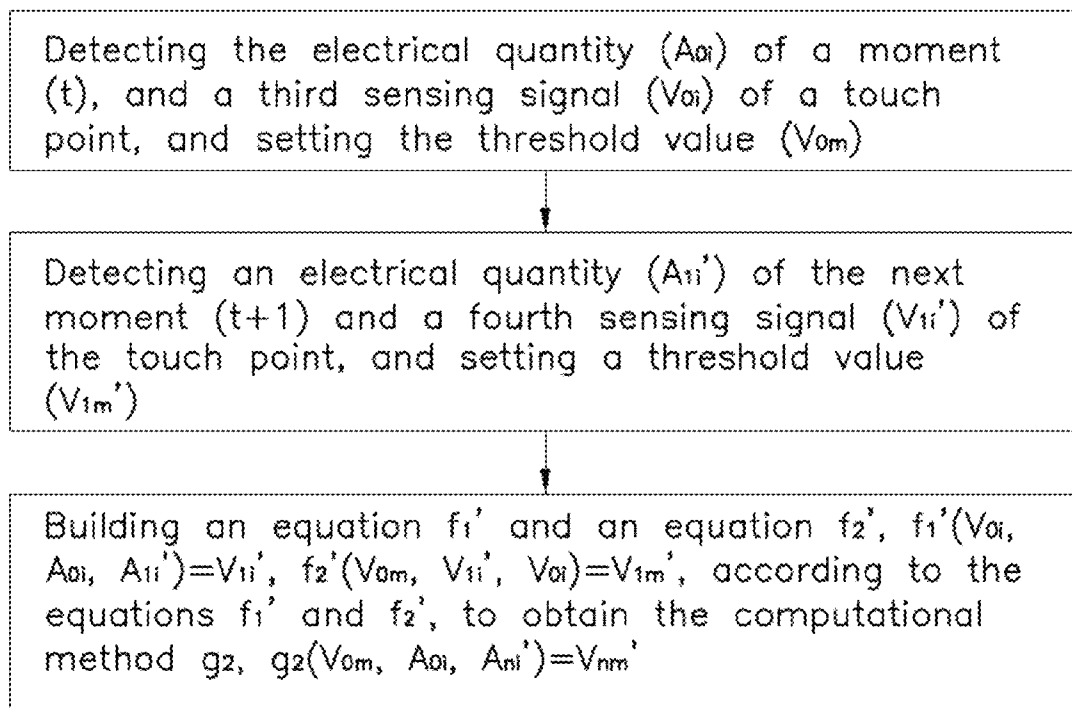 Detecting the electrical quantity (A0i) of a moment
(t), and a third sensing signal (V0i) of a touch
point, and setting the threshold value (V0m)
Detecting an electrical quantity (A1i') of the next
moment (t+1) and a fourth sensing signal (V1i') of
the touch point, and setting a threshold value
(V1m')
Building an equation f1' and an equation f2', f1'(V0i,
A0i, A1i')=V1i', f2'(V0m, V1i', V0i)=V1m', according to the
equations f1' and f2', to obtain the computational
method g2, g2(V0m, A0i, Ani')=Vnm'